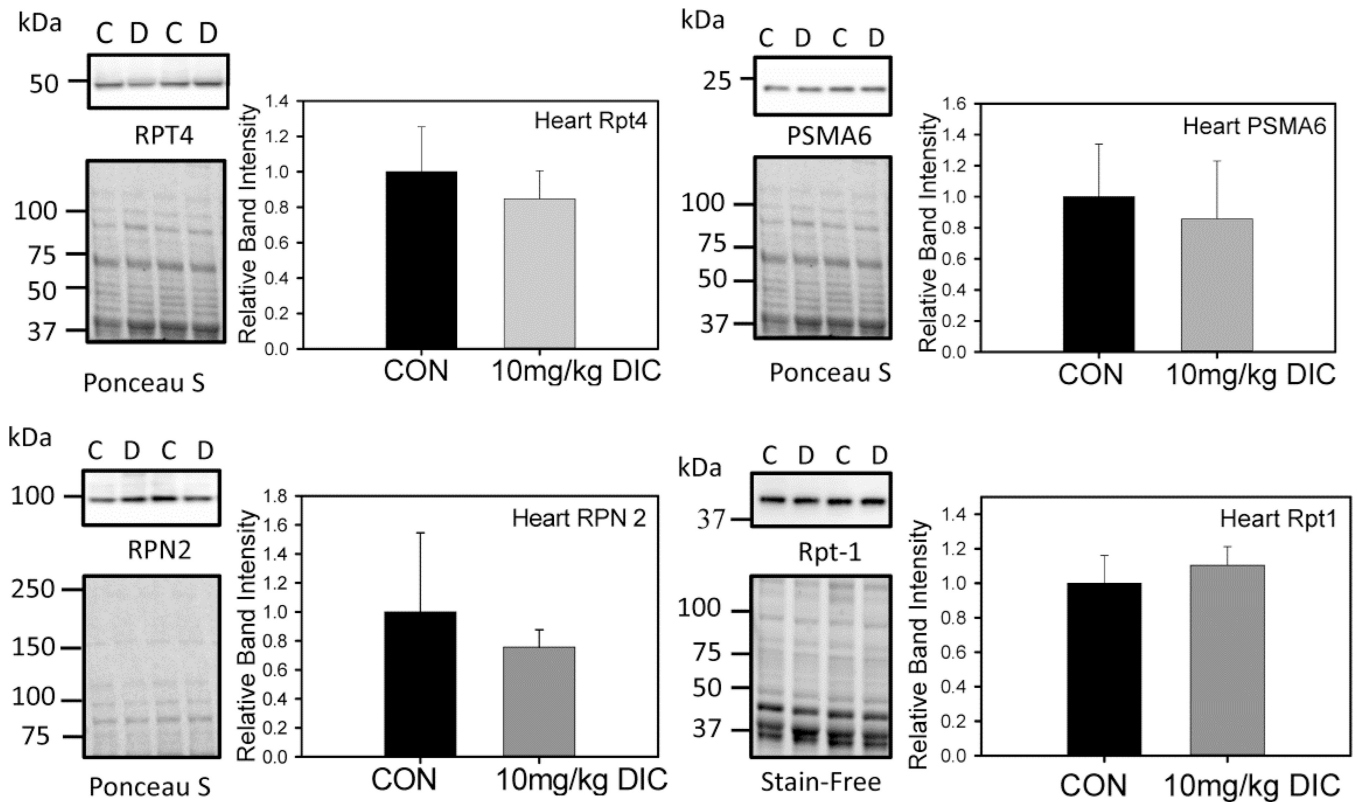 kDa
C D C D
50
RPT4
100
75
50
37
Ponceau S
Relative Band Intensity
1.4
1.2
1.0
0.8
0.6
0.4
0.2
0.0
Heart Rpt4
CON 10mg/kg DIC
kDa
C D C D
25
PSMA6
100
75
50
37
Ponceau S
Relative Band Intensity
1.6
1.4
1.2
1.0
0.8
0.6
0.4
0.2
0.0
Heart PSMA6
CON 10mg/kg DIC
kDa
C D C D
100
RPN2
250
150
100
75
Ponceau S
Relative Band Intensity
1.8
1.6
1.4
1.2
1.0
0.8
0.6
0.4
0.2
0.0
Heart RPN 2
CON 10mg/kg DIC
kDa
C D C D
37
Rpt-1
100
75
50
37
Stain-Free
Relative Band Intensity
1.4
1.2
1.0
0.8
0.6
0.4
0.2
0.0
Heart Rpt1
CON 10mg/kg DIC